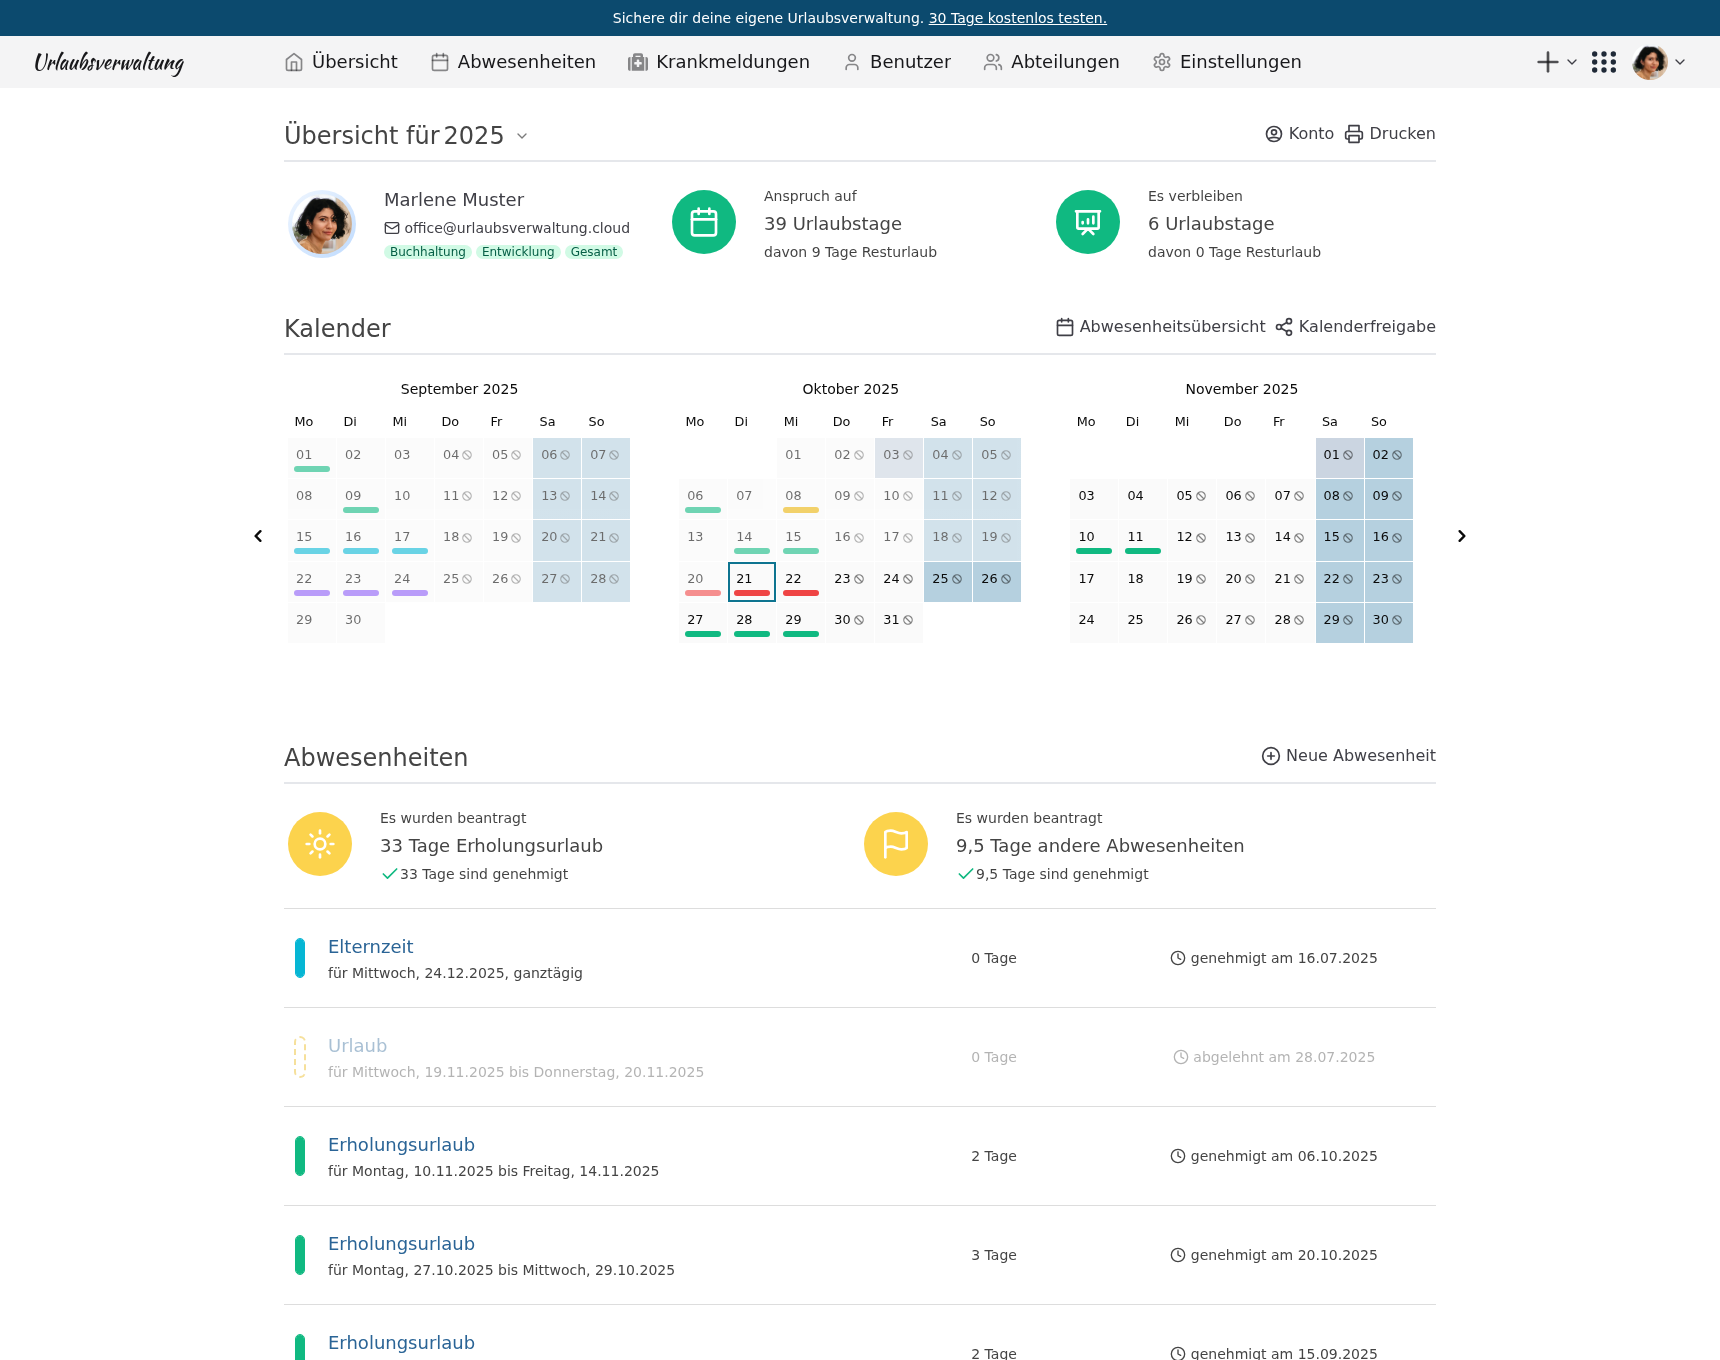 Sichere dir deine eigene Urlaubsverwaltung. 30 Tage kostenlos testen.
Urlaubsverwaltung Übersicht Abwesenheiten Krankmeldungen Benutzer Abteilungen Einstellungen
Übersicht für 2025 Konto Drucken
Marlene Muster
office@urlaubsverwaltung.cloud
Buchhaltung Entwicklung Gesamt
Anspruch auf
39 Urlaubstage
davon 9 Tage Resturlaub
Es verbleiben
6 Urlaubstage
davon 0 Tage Resturlaub
Kalender Abwesenheitsübersicht Kalenderfreigabe
September 2025
Mo Di Mi Do Fr Sa So
01 02 03 04 05 06 07
08 09 10 11 12 13 14
15 16 17 18 19 20 21
22 23 24 25 26 27 28
29 30
Oktober 2025
Mo Di Mi Do Fr Sa So
01 02 03 04 05
06 07 08 09 10 11 12
13 14 15 16 17 18 19
20 21 22 23 24 25 26
27 28 29 30 31
November 2025
Mo Di Mi Do Fr Sa So
01 02
03 04 05 06 07 08 09
10 11 12 13 14 15 16
17 18 19 20 21 22 23
24 25 26 27 28 29 30
Abwesenheiten Neue Abwesenheit
Es wurden beantragt
33 Tage Erholungsurlaub
33 Tage sind genehmigt
Es wurden beantragt
9,5 Tage andere Abwesenheiten
9,5 Tage sind genehmigt
Elternzeit
für Mittwoch, 24.12.2025, ganztägig
0 Tage
genehmigt am 16.07.2025
Urlaub
für Mittwoch, 19.11.2025 bis Donnerstag, 20.11.2025
0 Tage
abgelehnt am 28.07.2025
Erholungsurlaub
für Montag, 10.11.2025 bis Freitag, 14.11.2025
2 Tage
genehmigt am 06.10.2025
Erholungsurlaub
für Montag, 27.10.2025 bis Mittwoch, 29.10.2025
3 Tage
genehmigt am 20.10.2025
Erholungsurlaub
2 Tage
genehmigt am 15.09.2025